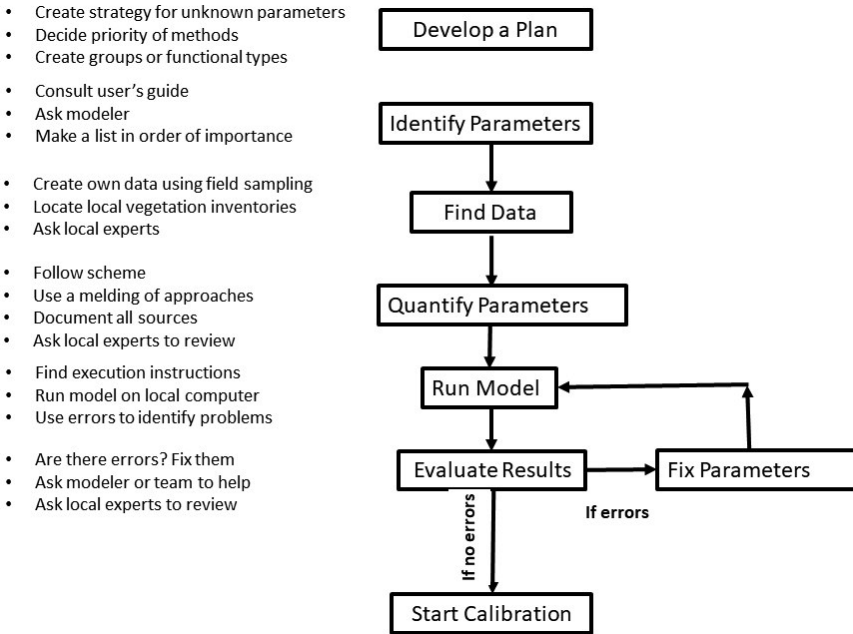 • Create strategy for unknown parameters
• Decide priority of methods
• Create groups or functional types
Develop a Plan
• Consult user's guide
• Ask modeler
• Make a list in order of importance
Identify Parameters
• Create own data using field sampling
• Locate local vegetation inventories
• Ask local experts
Find Data
• Follow scheme
• Use a melding of approaches
• Document all sources
• Ask local experts to review
Quantify Parameters
• Find execution instructions
• Run model on local computer
• Use errors to identify problems
Run Model
• Are there errors? Fix them
• Ask modeler or team to help
• Ask local experts to review
Evaluate Results
Fix Parameters
If errors
If no errors
Start Calibration